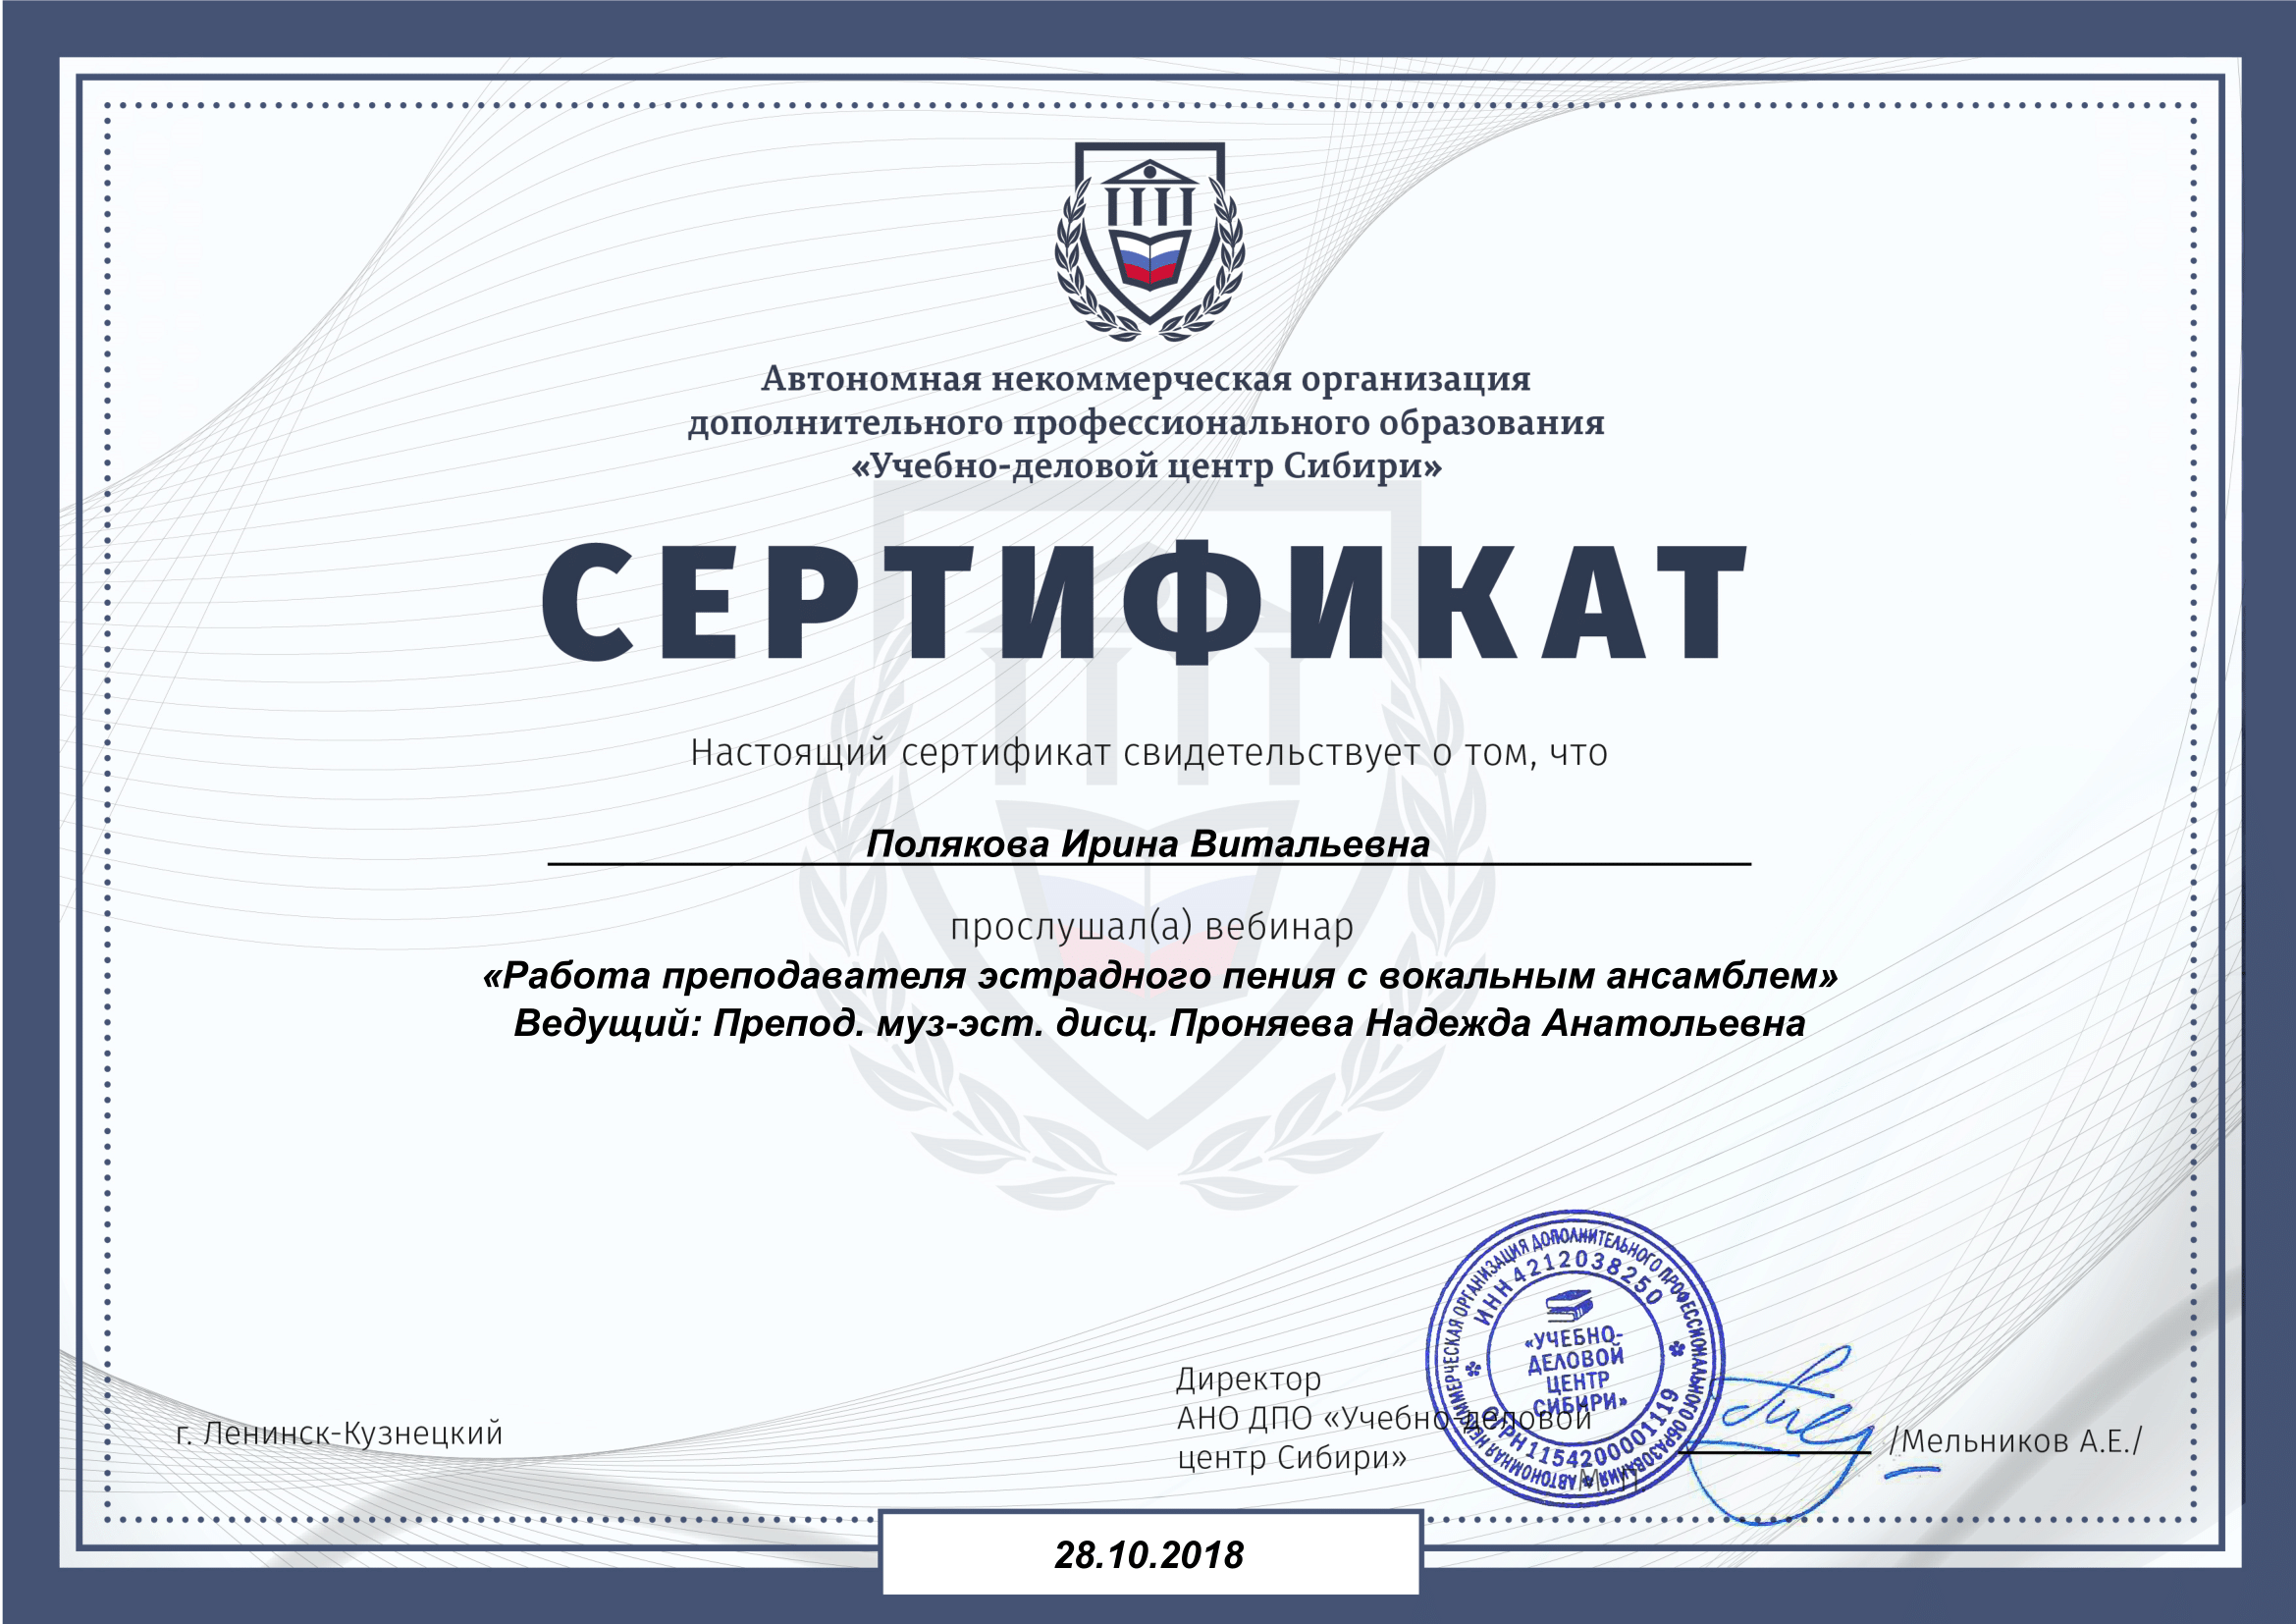 Автономная некоммерческая организация
дополнительного профессионального образования
«Учебно-деловой центр Сибири»
СЕРТИФИКАТ
Настоящий сертификат свидетельствует о том, что
Полякова Ирина Витальевна
прослушал(а) вебинар
«Работа преподавателя эстрадного пения с вокальным ансамблем»
Ведущий: Препод. муз-эст. дисц. Проняева Надежда Анатольевна
г. Ленинск-Кузнецкий
Директор
АНО ДПО «Учебно-деловой
центр Сибири»
АВТОНОМНАЯ НЕКОММЕРЧЕСКАЯ ОРГАНИЗАЦИЯ ДОПОЛНИТЕЛЬНОГО ПРОФЕССИОНАЛЬНОГО ОБРАЗОВАНИЯ
ИНН 4212038250
«УЧЕБНО-
ДЕЛОВОЙ
ЦЕНТР
СИБИРИ»
ОГРН1154200001119
М.П.
/Мельников А.Е./
28.10.2018